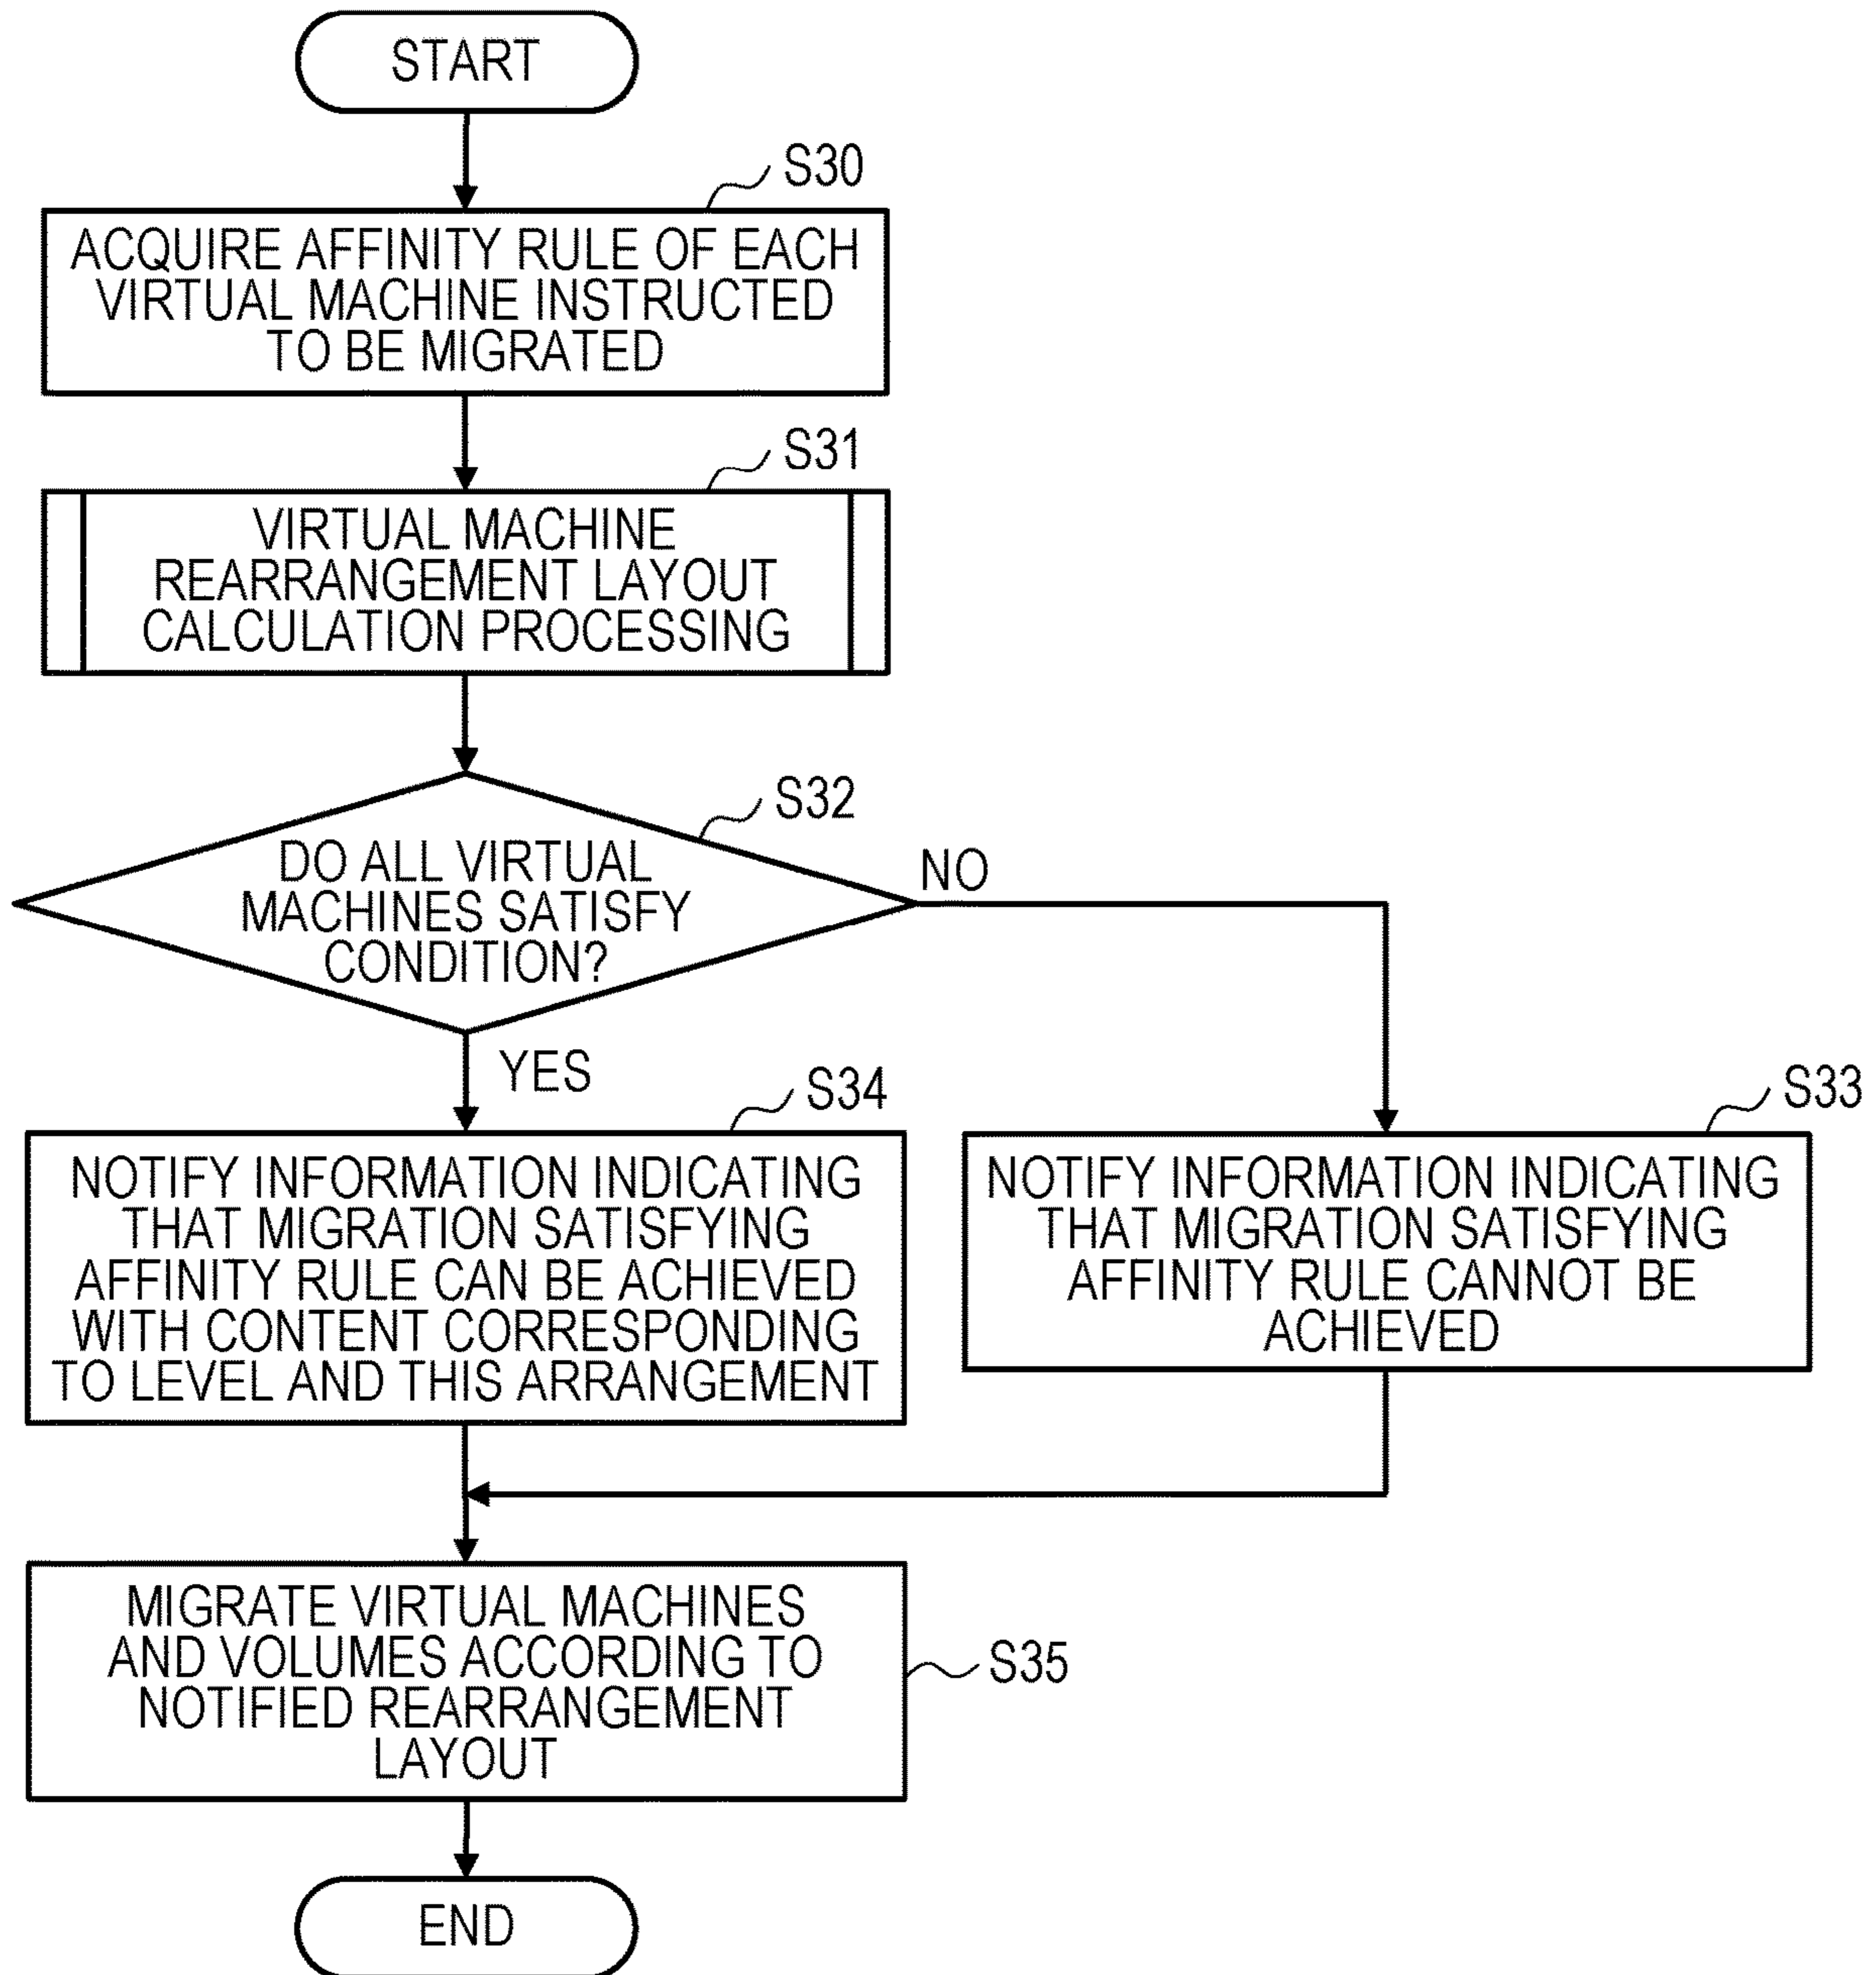 START
S30
ACQUIRE AFFINITY RULE OF EACH
VIRTUAL MACHINE INSTRUCTED
TO BE MIGRATED
S31
VIRTUAL MACHINE
REARRANGEMENT LAYOUT
CALCULATION PROCESSING
S32
DO ALL VIRTUAL
MACHINES SATISFY
CONDITION?
NO
YES
S34
NOTIFY INFORMATION INDICATING
THAT MIGRATION SATISFYING
AFFINITY RULE CAN BE ACHIEVED
WITH CONTENT CORRESPONDING
TO LEVEL AND THIS ARRANGEMENT
S33
NOTIFY INFORMATION INDICATING
THAT MIGRATION SATISFYING
AFFINITY RULE CANNOT BE
ACHIEVED
MIGRATE VIRTUAL MACHINES
AND VOLUMES ACCORDING TO
NOTIFIED REARRANGEMENT
LAYOUT
S35
END